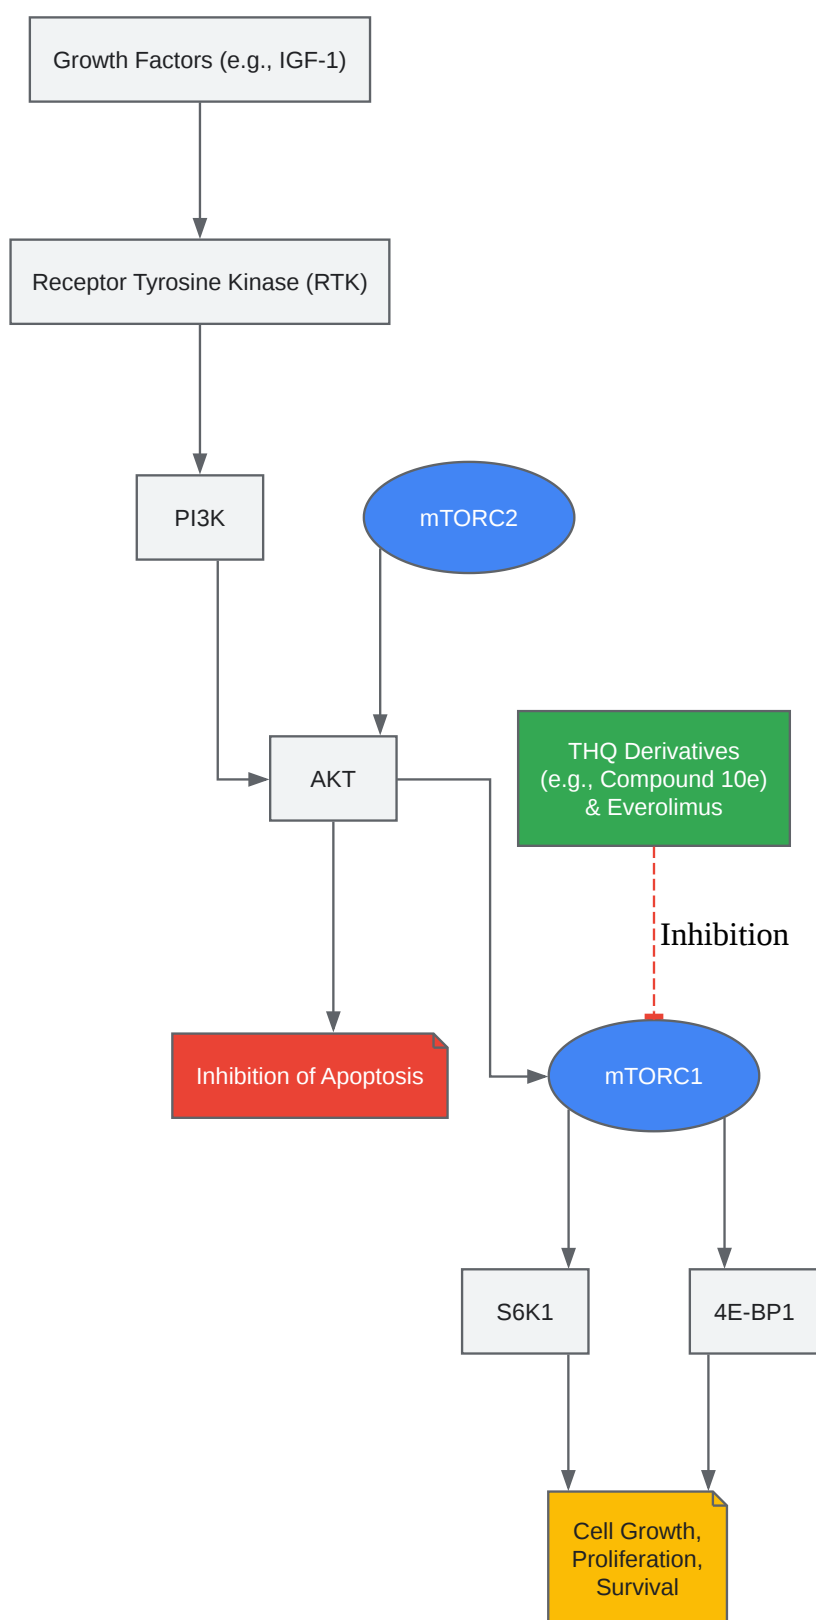 Growth Factors (e.g., IGF-1)
Receptor Tyrosine Kinase (RTK)
PI3K
mTORC2
AKT
THQ Derivatives
(e.g., Compound 10e)
& Everolimus
Inhibition
Inhibition of Apoptosis
mTORC1
S6K1
4E-BP1
Cell Growth,
Proliferation,
Survival